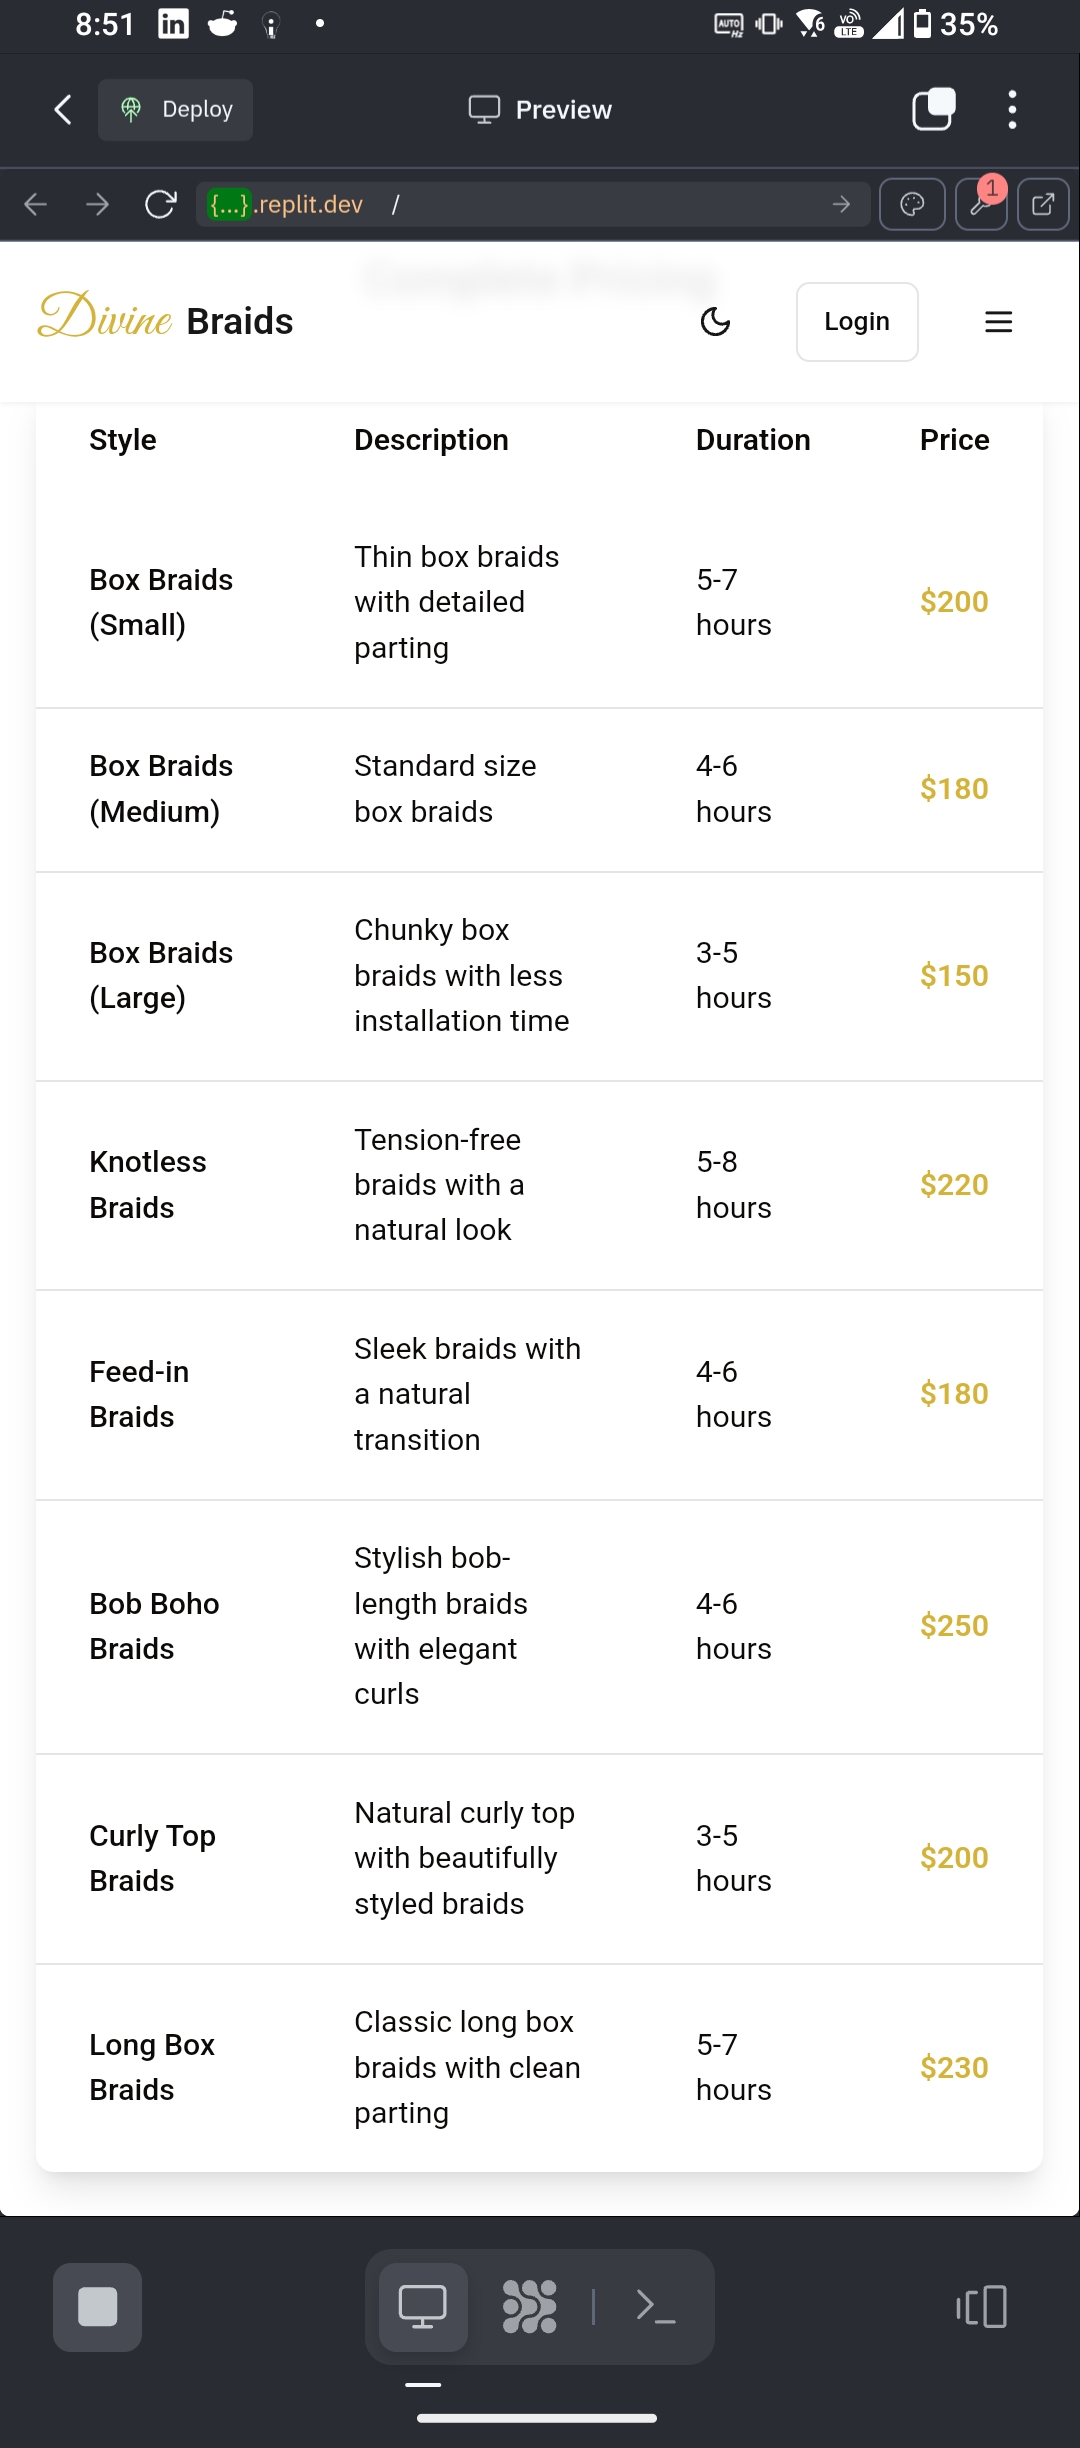 8:51 35%
Deploy Preview
{...}.replit.dev / 1
Complete Pricing
Divine Braids Login
Style Description Duration Price
Box Braids (Small) Thin box braids with detailed parting 5-7 hours $200
Box Braids (Medium) Standard size box braids 4-6 hours $180
Box Braids (Large) Chunky box braids with less installation time 3-5 hours $150
Knotless Braids Tension-free braids with a natural look 5-8 hours $220
Feed-in Braids Sleek braids with a natural transition 4-6 hours $180
Bob Boho Braids Stylish bob-length braids with elegant curls 4-6 hours $250
Curly Top Braids Natural curly top with beautifully styled braids 3-5 hours $200
Long Box Braids Classic long box braids with clean parting 5-7 hours $230